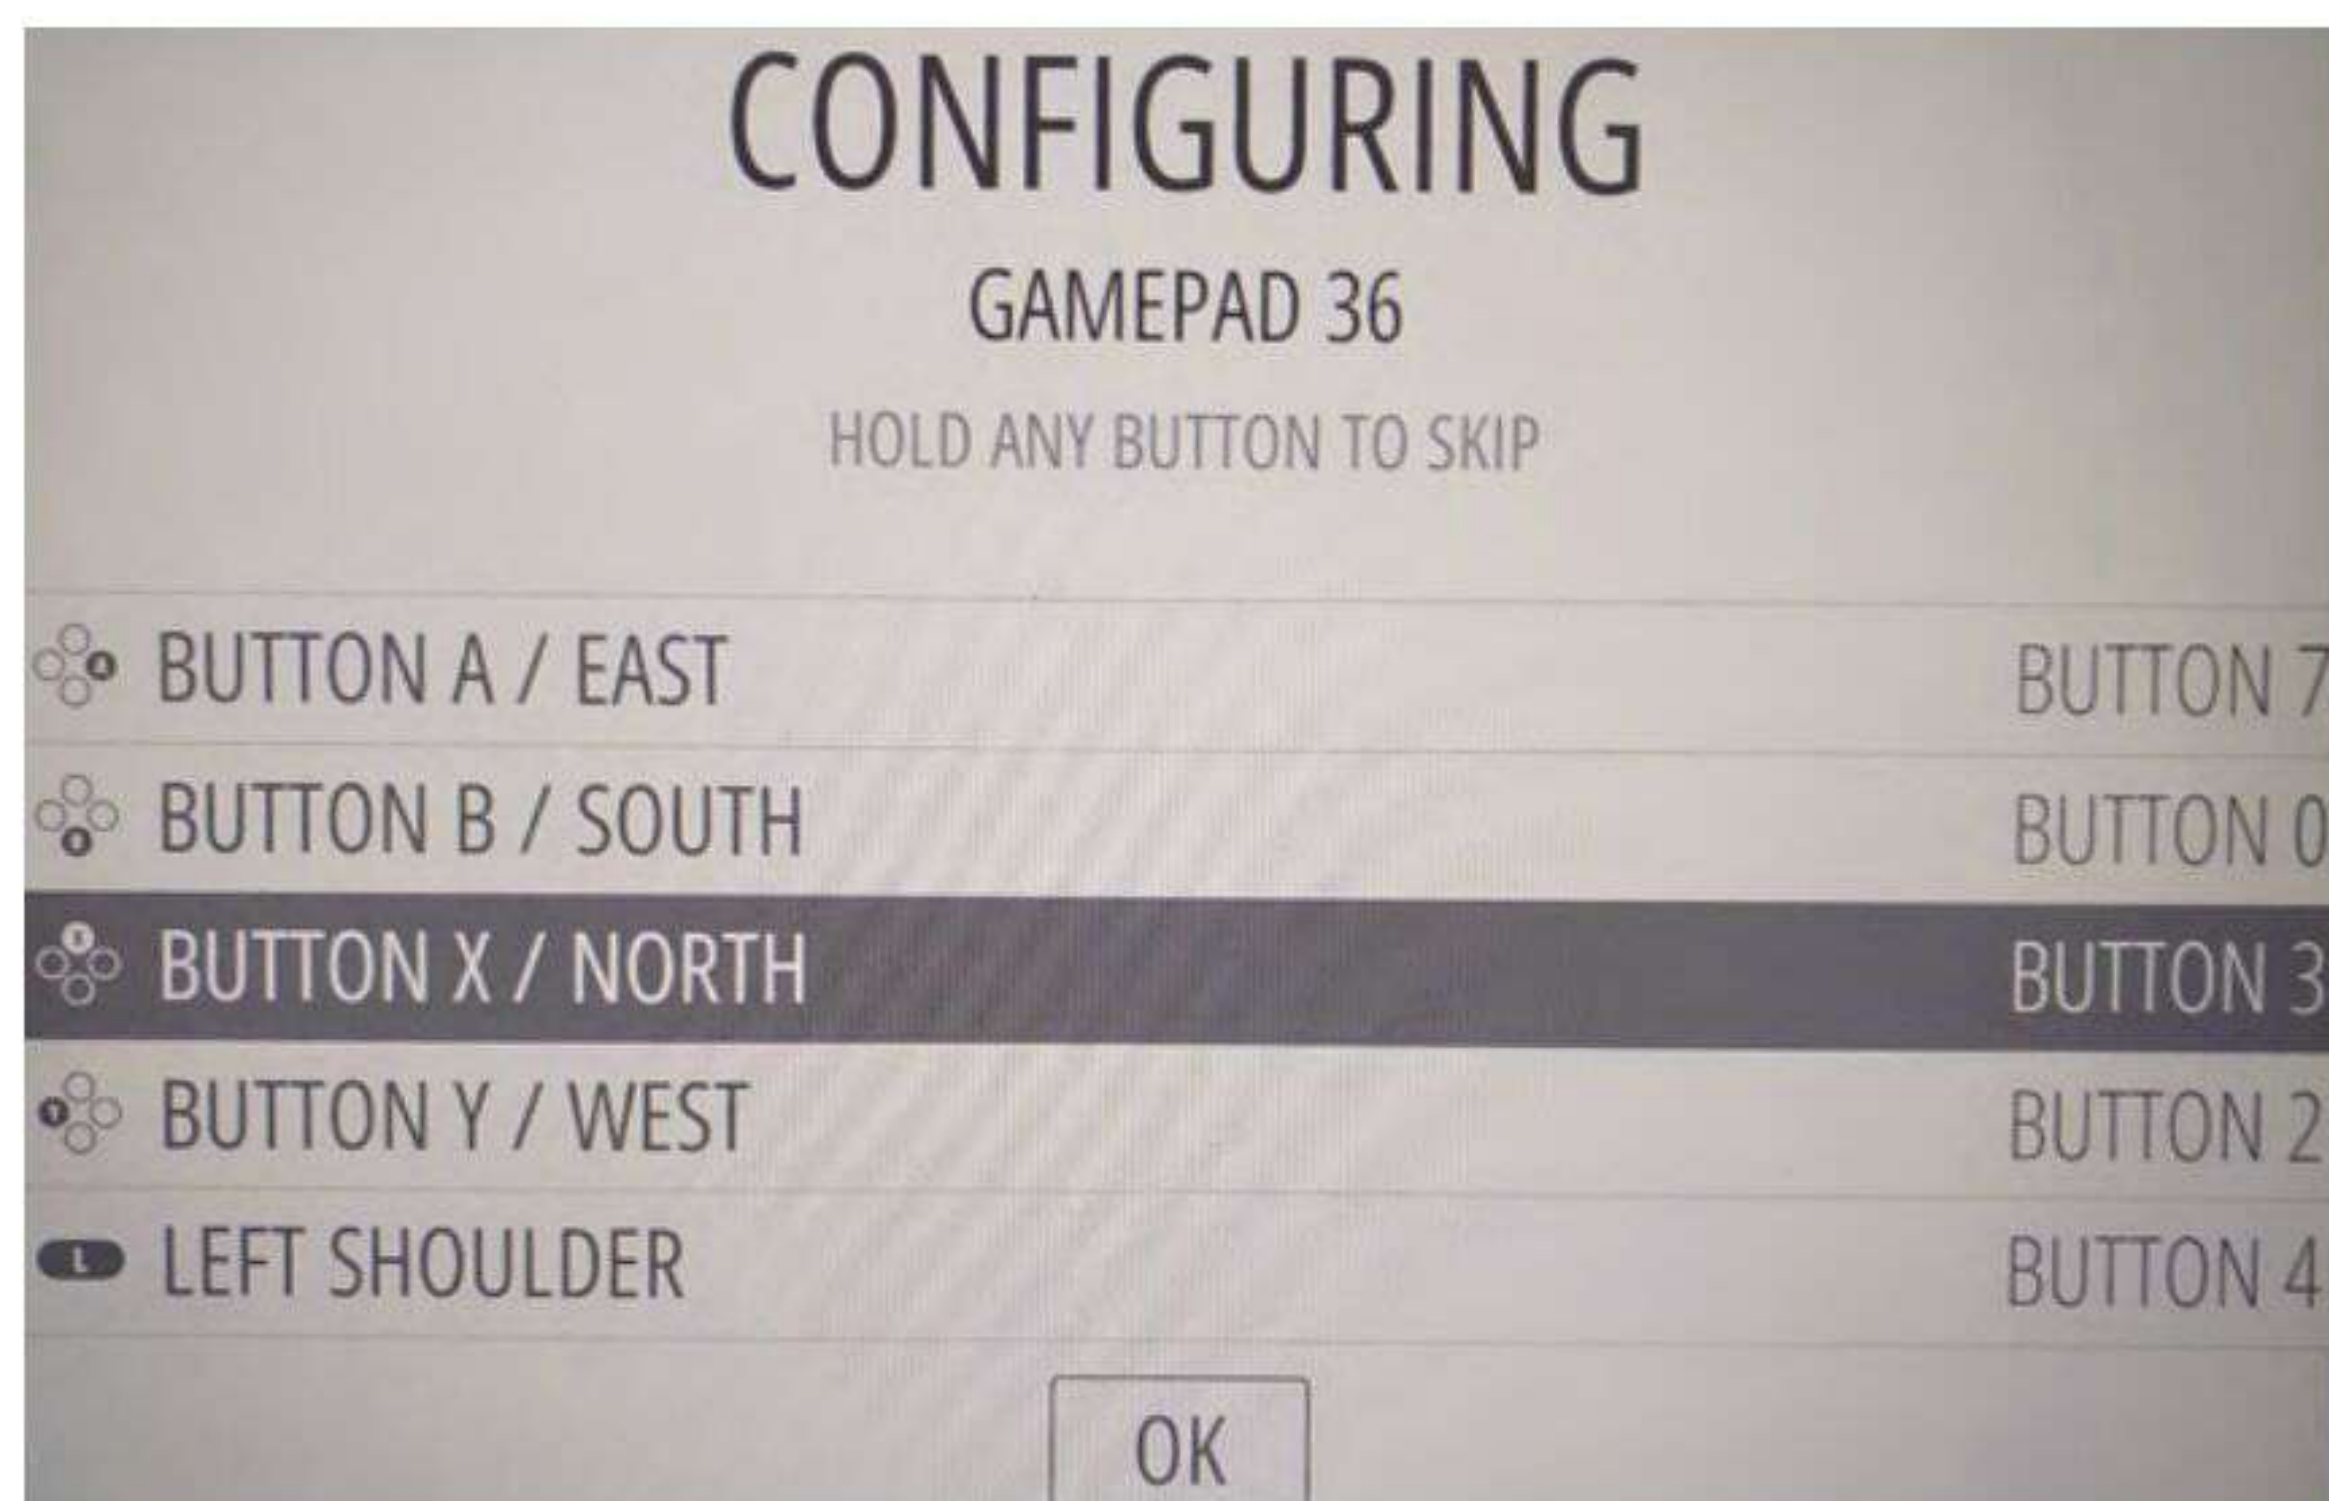 CONFIGURING
GAMEPAD 36
HOLD ANY BUTTON TO SKIP
A BUTTON A / EAST BUTTON 7
B BUTTON B / SOUTH BUTTON 0
X BUTTON X / NORTH BUTTON 3
Y BUTTON Y / WEST BUTTON 2
L LEFT SHOULDER BUTTON 4
OK